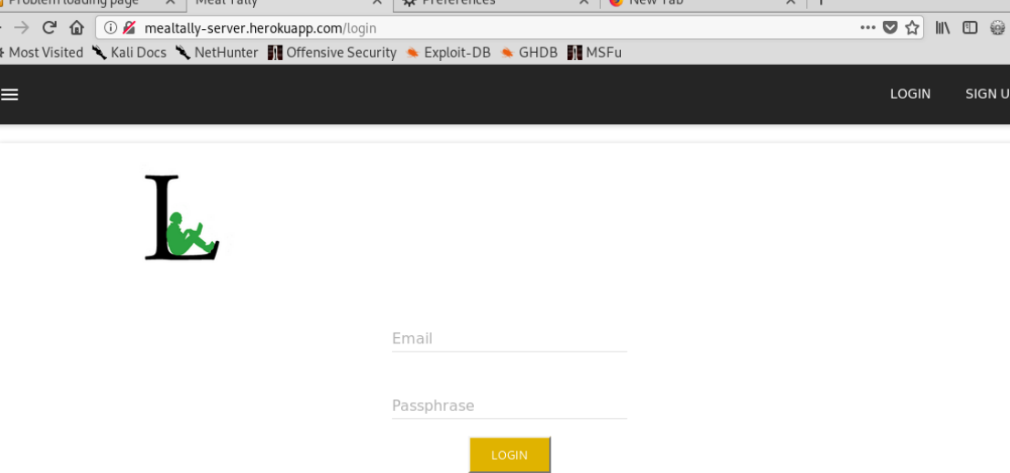 Problem loading page Meal Tally Preferences New Tab
mealtally-server.herokuapp.com/login
Most Visited Kali Docs NetHunter Offensive Security Exploit-DB GHDB MSFu
LOGIN SIGN U
L
Email
Passphrase
LOGIN